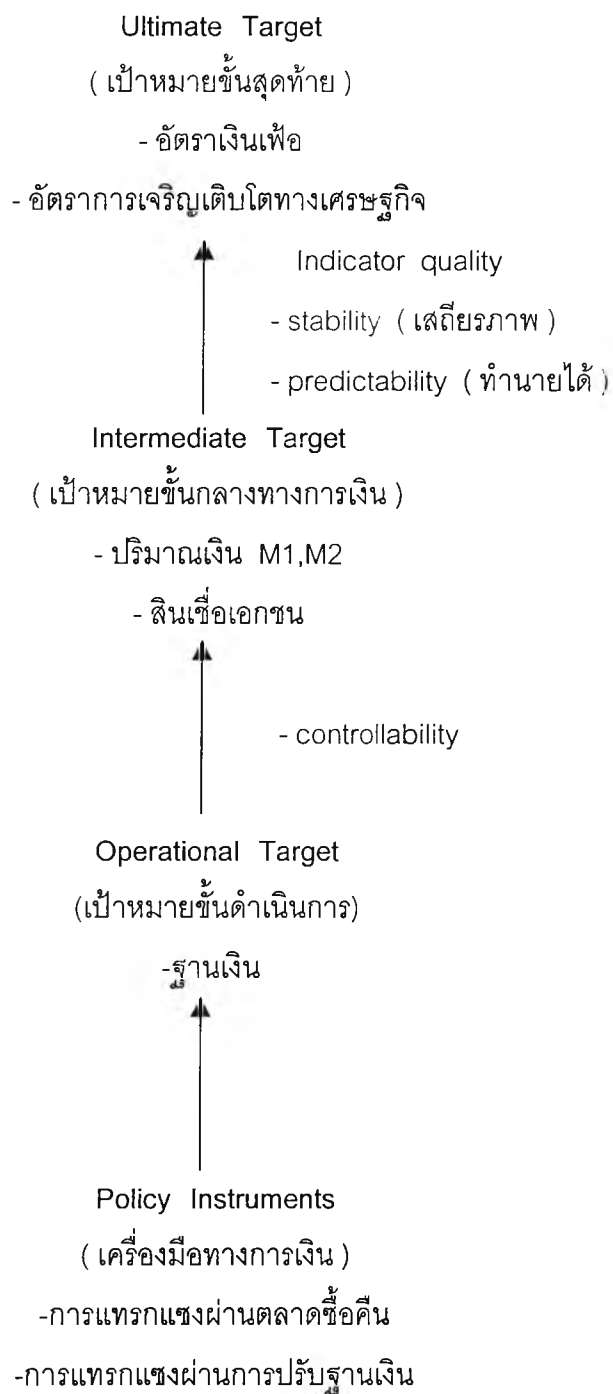 Ultimate Target
( เป้าหมายขั้นสุดท้าย )
- อัตราเงินเฟ้อ
- อัตราการเจริญเติบโตทางเศรษฐกิจ
Indicator quality
- stability ( เสถียรภาพ )
- predictability ( ทำนายได้ )
Intermediate Target
( เป้าหมายขั้นกลางทางการเงิน )
- ปริมาณเงิน M1,M2
- สินเชื่อเอกชน
- controllability
Operational Target
(เป้าหมายขั้นดำเนินการ)
-ฐานเงิน
Policy Instruments
( เครื่องมือทางการเงิน )
-การแทรกแซงผ่านตลาดซื้อคืน
-การแทรกแซงผ่านการปรับฐานเงิน